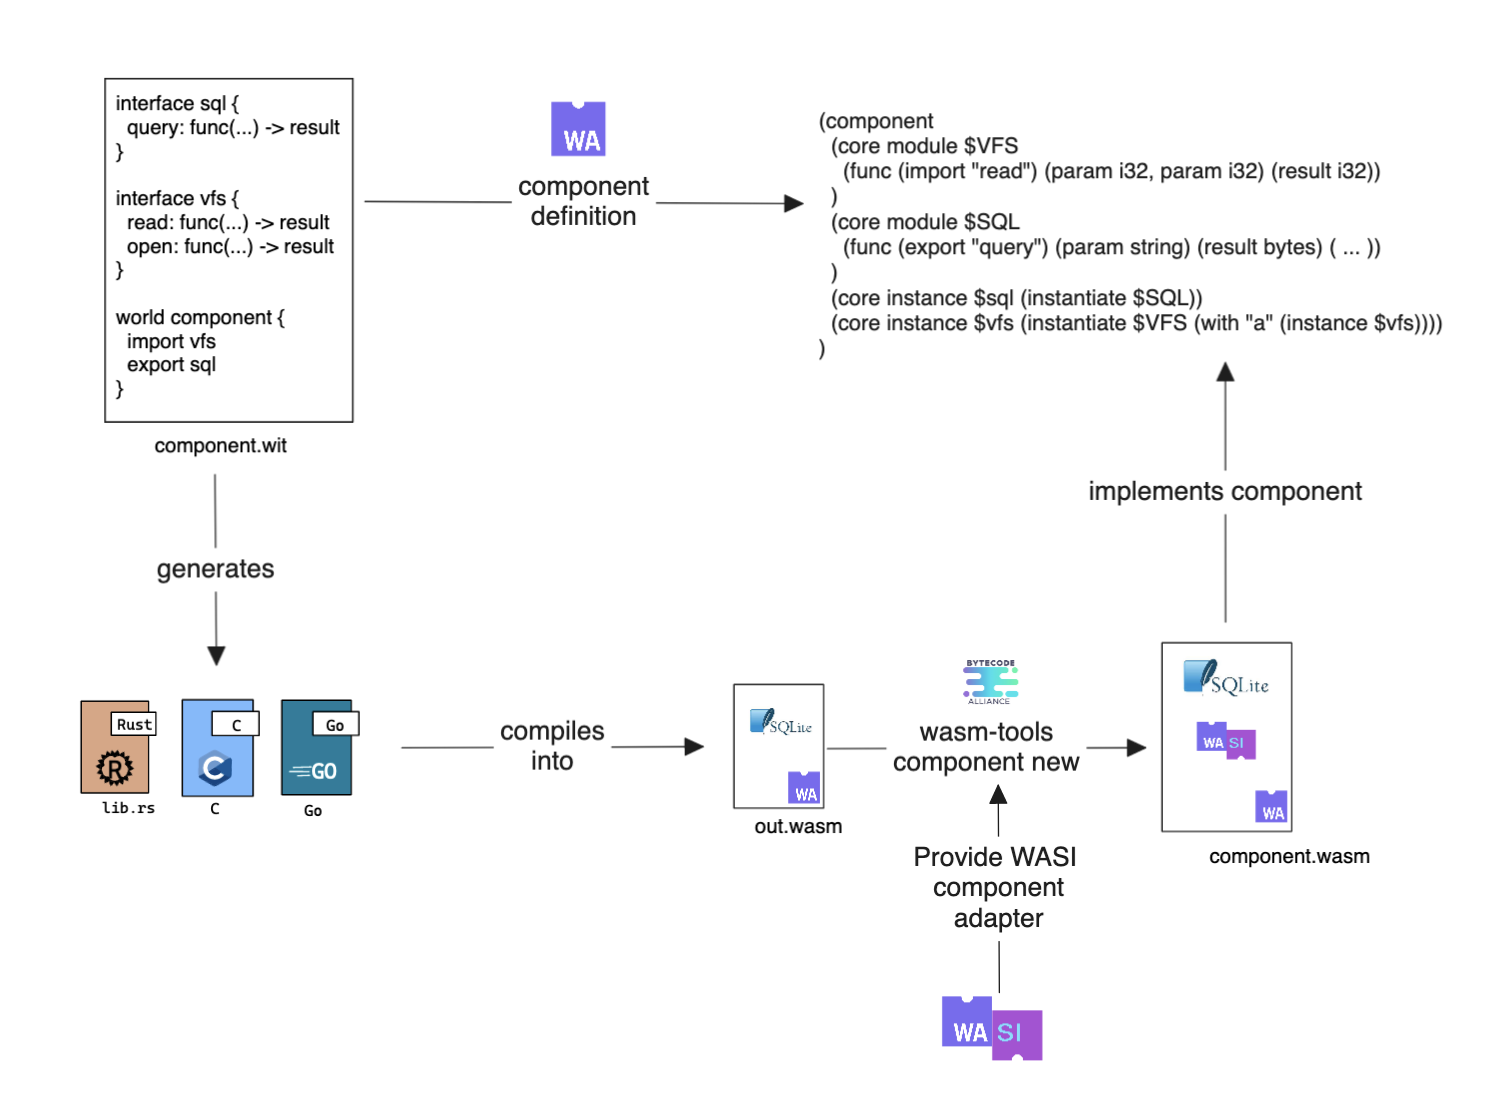 interface sql {
query: func(...) -> result
}
interface vfs {
read: func(...) -> result
open: func(...) -> result
}
world component {
import vfs
export sql
}
component.wit
WA
component
definition
(component
(core module $VFS
(func (import "read") (param i32, param i32) (result i32))
)
(core module $SQL
(func (export "query") (param string) (result bytes) ( ... ))
)
(core instance $sql (instantiate $SQL))
(core instance $vfs (instantiate $VFS (with "a" (instance $vfs))))
)
implements component
generates
Rust
R
lib.rs
C
C
C
Go
GO
Go
compiles
into
SQLite
WA
out.wasm
BYTECODE
ALLIANCE
wasm-tools
component new
Provide WASI
component
adapter
WA SI
SQLite
WA SI
WA
component.wasm